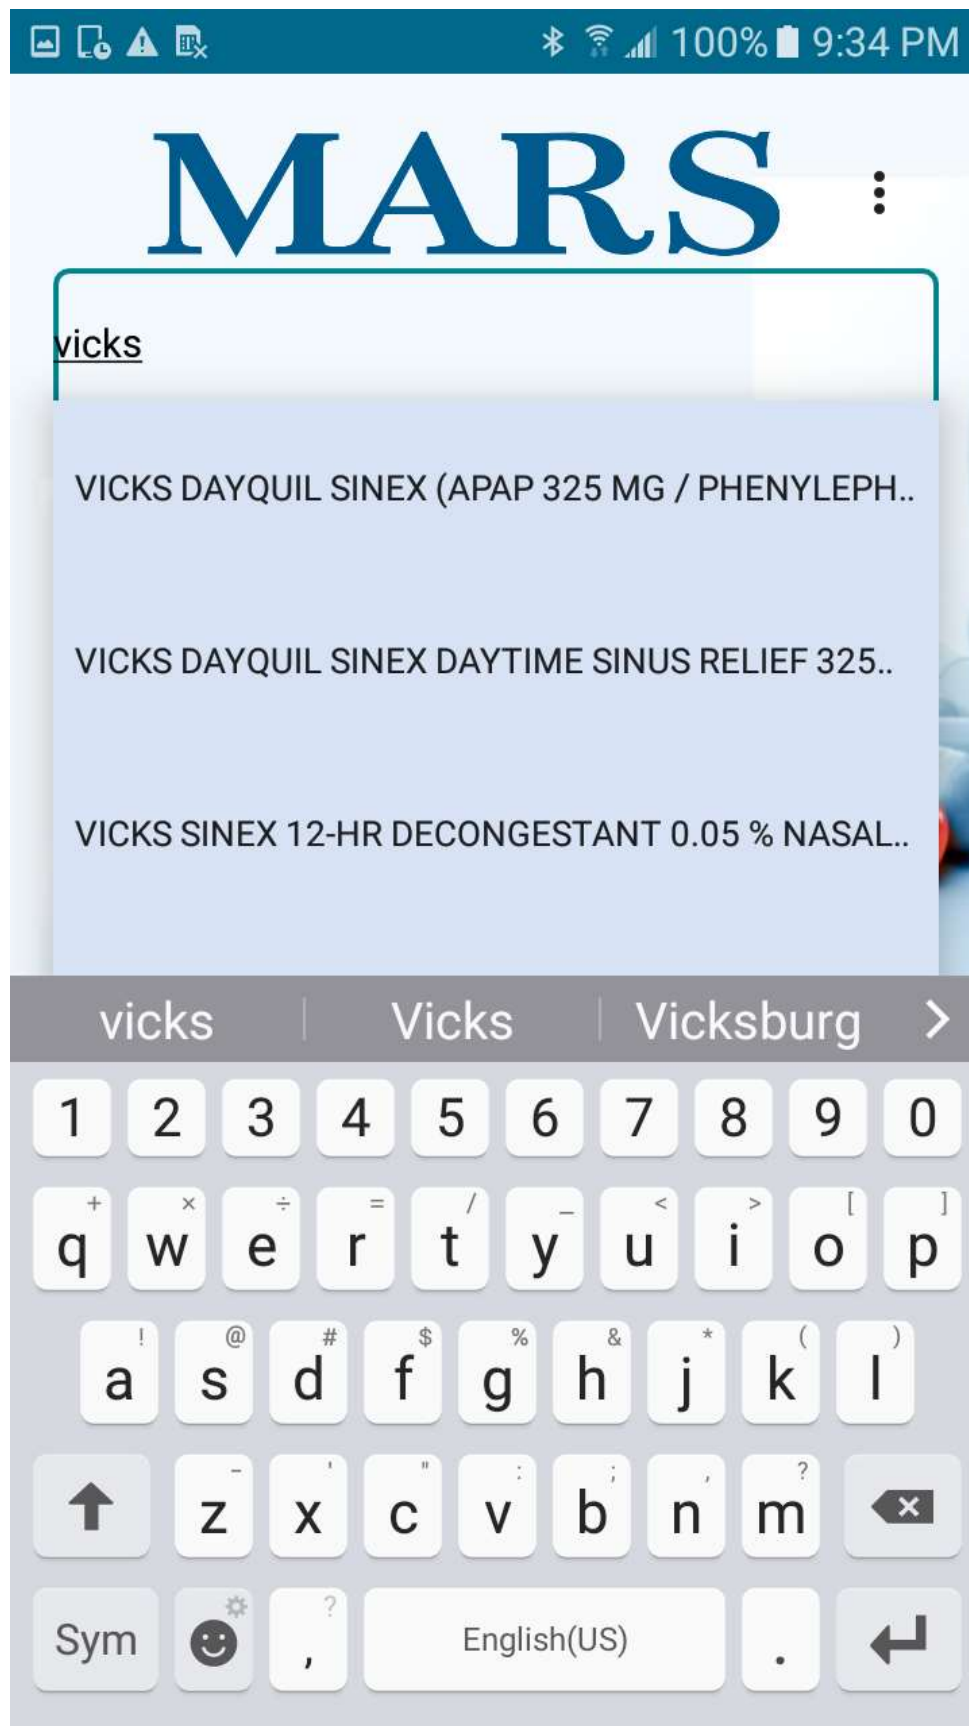 100% 9:34 PM
MARS
vicks
VICKS DAYQUIL SINEX (APAP 325 MG / PHENYLEPH..
VICKS DAYQUIL SINEX DAYTIME SINUS RELIEF 325..
VICKS SINEX 12-HR DECONGESTANT 0.05 % NASAL..
vicks Vicks Vicksburg
1 2 3 4 5 6 7 8 9 0
+ × ÷ = / _ < > [ ]
q w e r t y u i o p
! @ # $ % & * ( )
a s d f g h j k l
- ' " : ; , ?
z x c v b n m
?
Sym , English(US) .